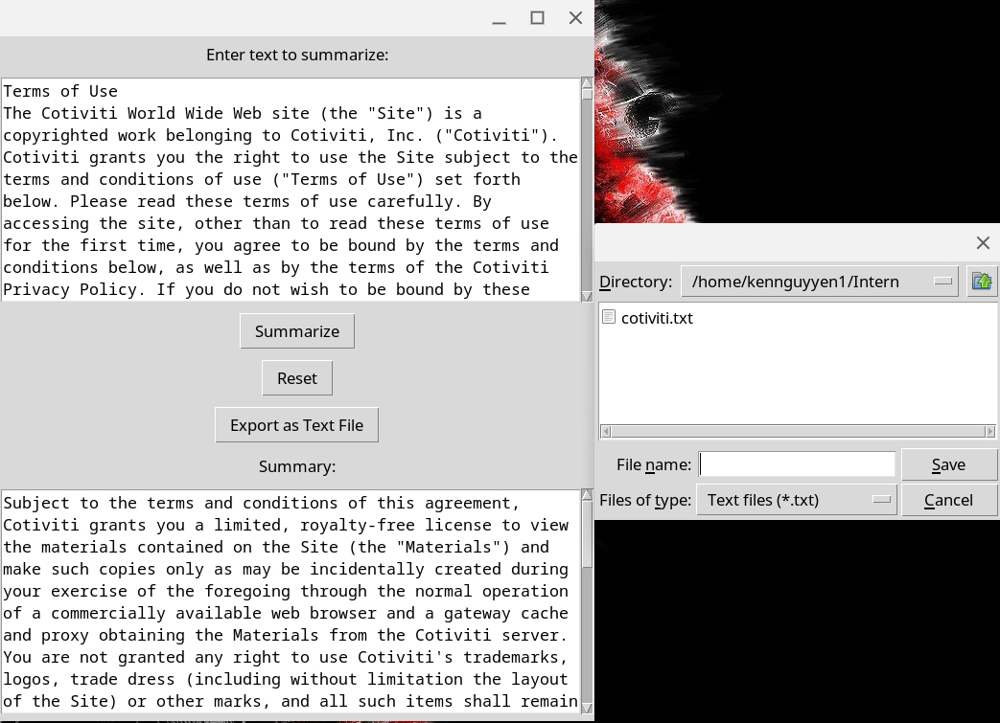 Enter text to summarize:
Terms of Use
The Cotiviti World Wide Web site (the "Site") is a
copyrighted work belonging to Cotiviti, Inc. ("Cotiviti").
Cotiviti grants you the right to use the Site subject to the
terms and conditions of use ("Terms of Use") set forth
below. Please read these terms of use carefully. By
accessing the site, other than to read these terms of use
for the first time, you agree to be bound by the terms and
conditions below, as well as by the terms of the Cotiviti
Privacy Policy. If you do not wish to be bound by these
Summarize
Reset
Export as Text File
Summary:
Subject to the terms and conditions of this agreement,
Cotiviti grants you a limited, royalty-free license to view
the materials contained on the Site (the "Materials") and
make such copies only as may be incidentally created during
your exercise of the foregoing through the normal operation
of a commercially available web browser and a gateway cache
and proxy obtaining the Materials from the Cotiviti server.
You are not granted any right to use Cotiviti's trademarks,
logos, trade dress (including without limitation the layout
of the Site) or other marks, and all such items shall remain
Directory: /home/kennguyyen1/Intern
cotiviti.txt
File name: Save
Files of type: Text files (*.txt) Cancel